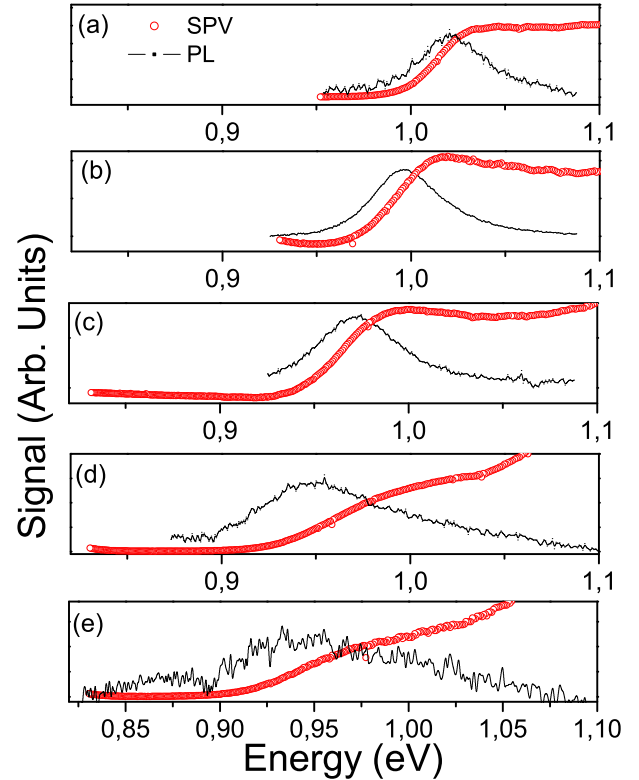 (a)
SPV
PL
0,9 1,0 1,1
(b)
0,9 1,0 1,1
(c)
0,9 1,0 1,1
(d)
0,9 1,0 1,1
(e)
0,85 0,90 0,95 1,00 1,05 1,10
Energy (eV)
Signal (Arb. Units)